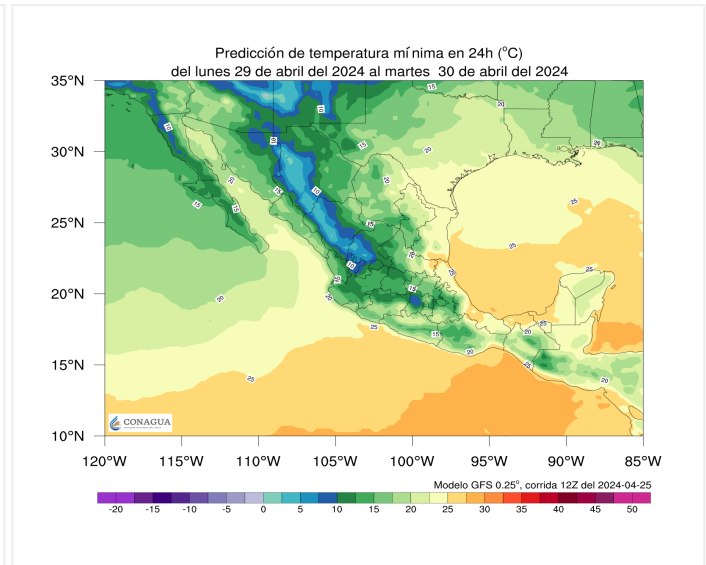 Predicción de temperatura mínima en 24h (°C)
del lunes 29 de abril del 2024 al martes 30 de abril del 2024
35°N
30°N
25°N
20°N
15°N
10°N
120°W 115°W 110°W 105°W 100°W 95°W 90°W 85°W
CONAGUA
Modelo GFS 0.25°, corrida 12Z del 2024-04-25
-20 -15 -10 -5 0 5 10 15 20 25 30 35 40 45 50